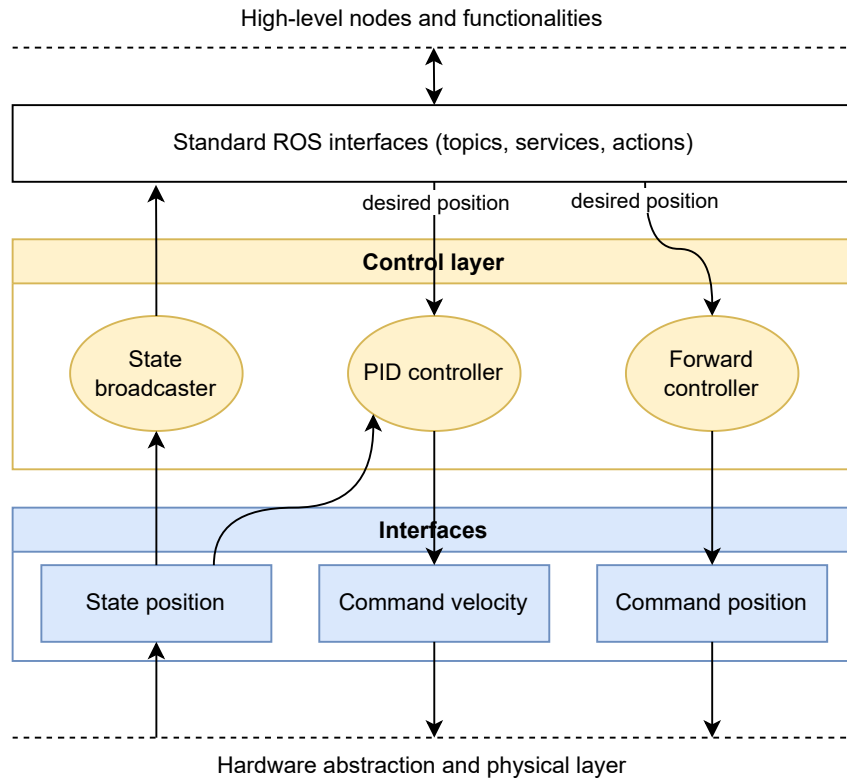 High-level nodes and functionalities
Standard ROS interfaces (topics, services, actions)
desired position
desired position
Control layer
State
broadcaster
PID controller
Forward
controller
Interfaces
State position
Command velocity
Command position
Hardware abstraction and physical layer